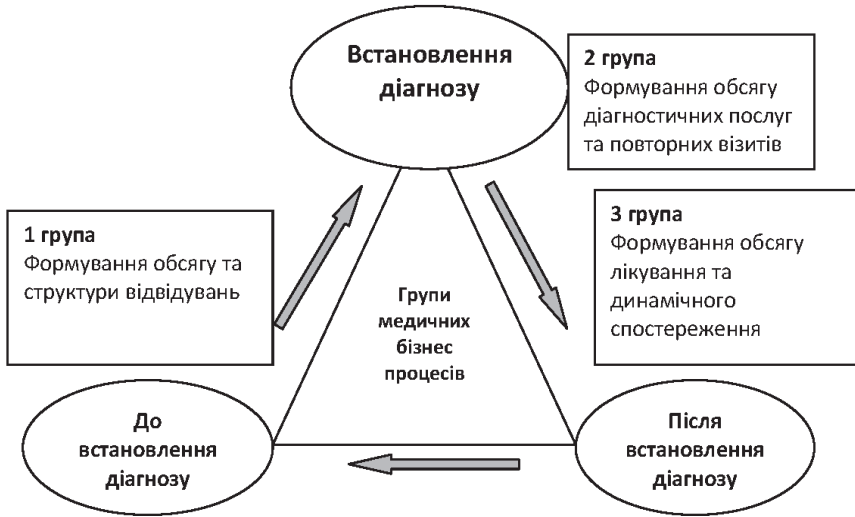 Встановлення
діагнозу
2 група
Формування обсягу
діагностичних послуг
та повторних візитів
1 група
Формування обсягу та
структури відвідувань
3 група
Формування обсягу
лікування та
динамічного
спостереження
Групи
медичних
бізнес
процесів
До
встановлення
діагнозу
Після
встановлення
діагнозу